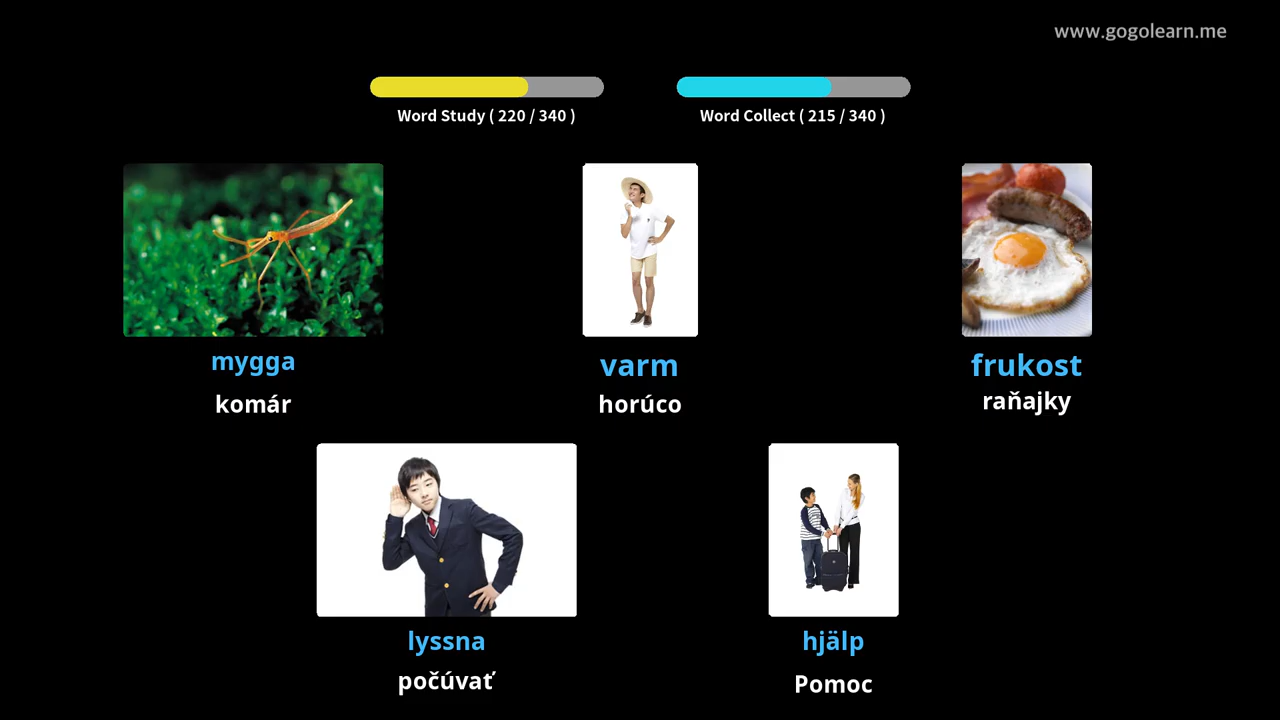 www.gogolearn.me
Word Study ( 220 / 340 )
Word Collect ( 215 / 340 )
mygga
komár
varm
horúco
frukost
raňajky
lyssna
počúvať
hjälp
Pomoc